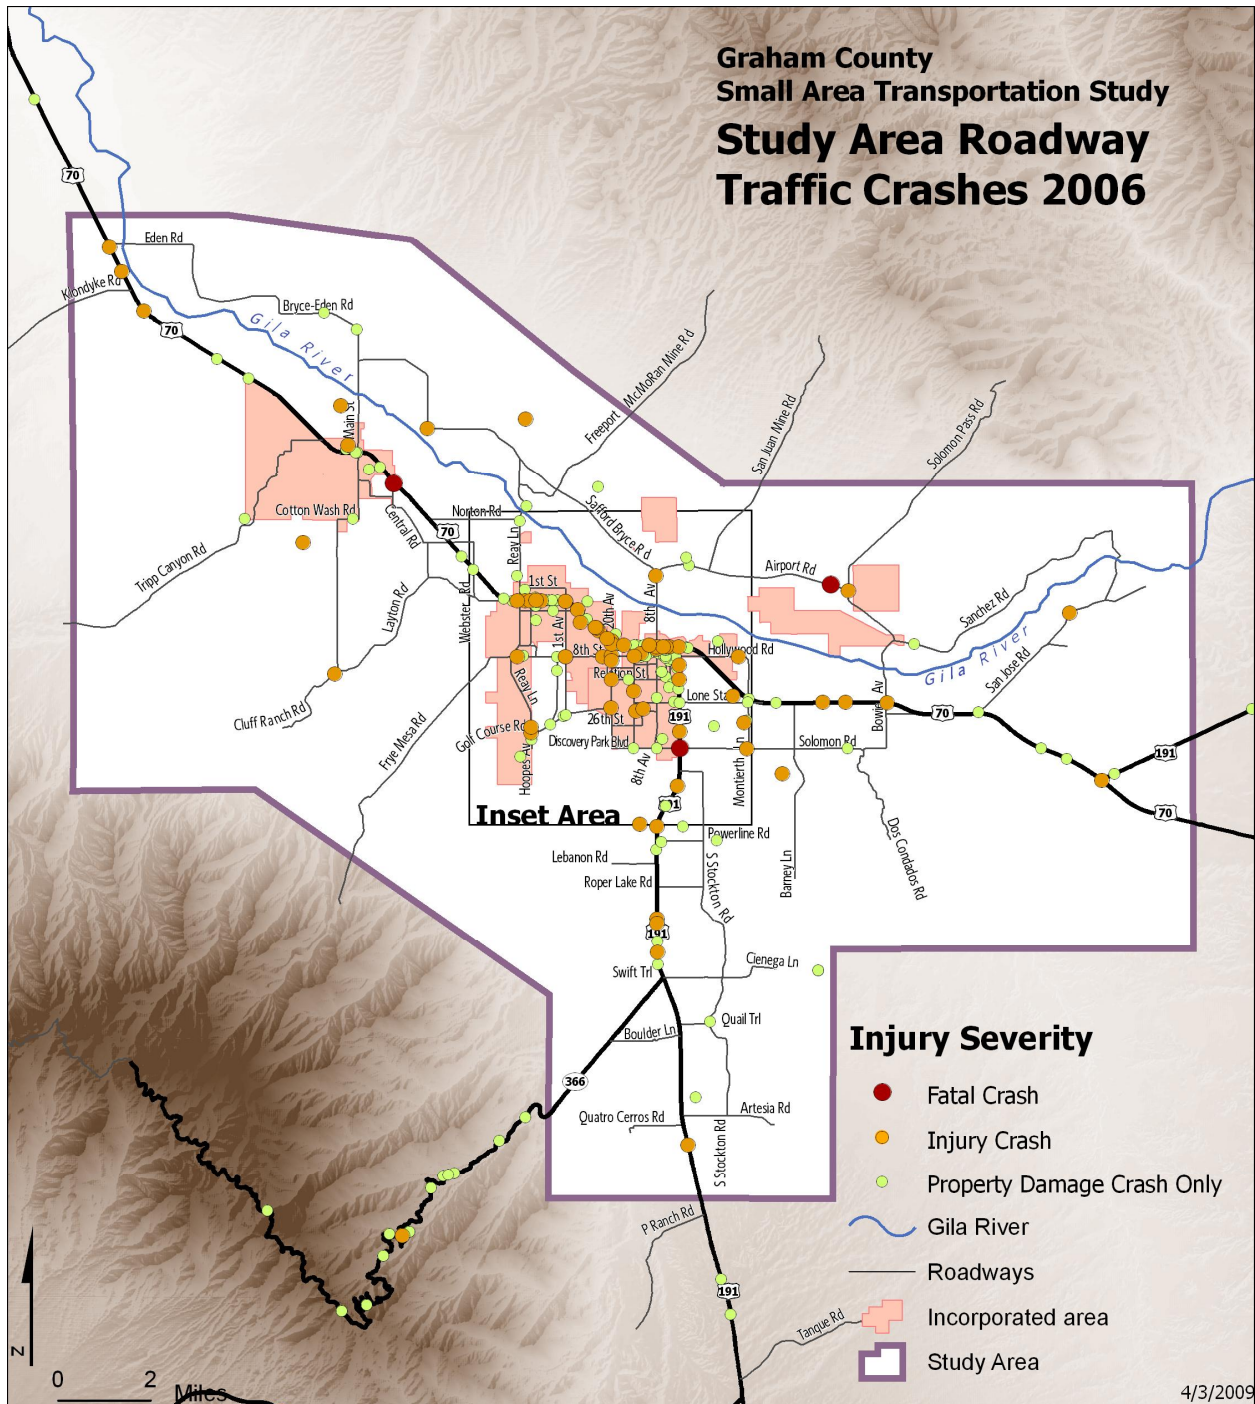 Graham County
Small Area Transportation Study
Study Area Roadway
Traffic Crashes 2006
70
Eden Rd
Klondyke Rd
Bryce-Eden Rd
70
Gila River
Freeport - McMoRan Mine Rd
San Juan Mine Rd
Solomon Pass Rd
Main St
Cotton Wash Rd
Central Rd
Norton Rd
70
Reay Ln
Safford Bryce Rd
Airport Rd
Tripp Canyon Rd
Layton Rd
Webster Rd
1st St
20th Av
8th Av
Sanchez Rd
1st Av
8th St
Hollywood Rd
Gila River
San Jose Rd
Relation St
Reay Ln
Lone Sta
Bowie Av
Cluff Ranch Rd
Frye Mesa Rd
Golf Course Rd
26th St
191
70
Discovery Park Blvd
Solomon Rd
191
Hoopes Av
8th Av
Montierth Ln
70
Inset Area
Powerline Rd
Dos Condados Rd
Lebanon Rd
Barney Ln
Roper Lake Rd
S Stockton Rd
191
Swift Trl
Cienega Ln
Quail Trl
Boulder Ln
366
Quatro Cerros Rd
Artesia Rd
S Stockton Rd
P Ranch Rd
191
Tanque Rd
Injury Severity
Fatal Crash
Injury Crash
Property Damage Crash Only
Gila River
Roadways
Incorporated area
Study Area
N
0 2
Miles
4/3/2009